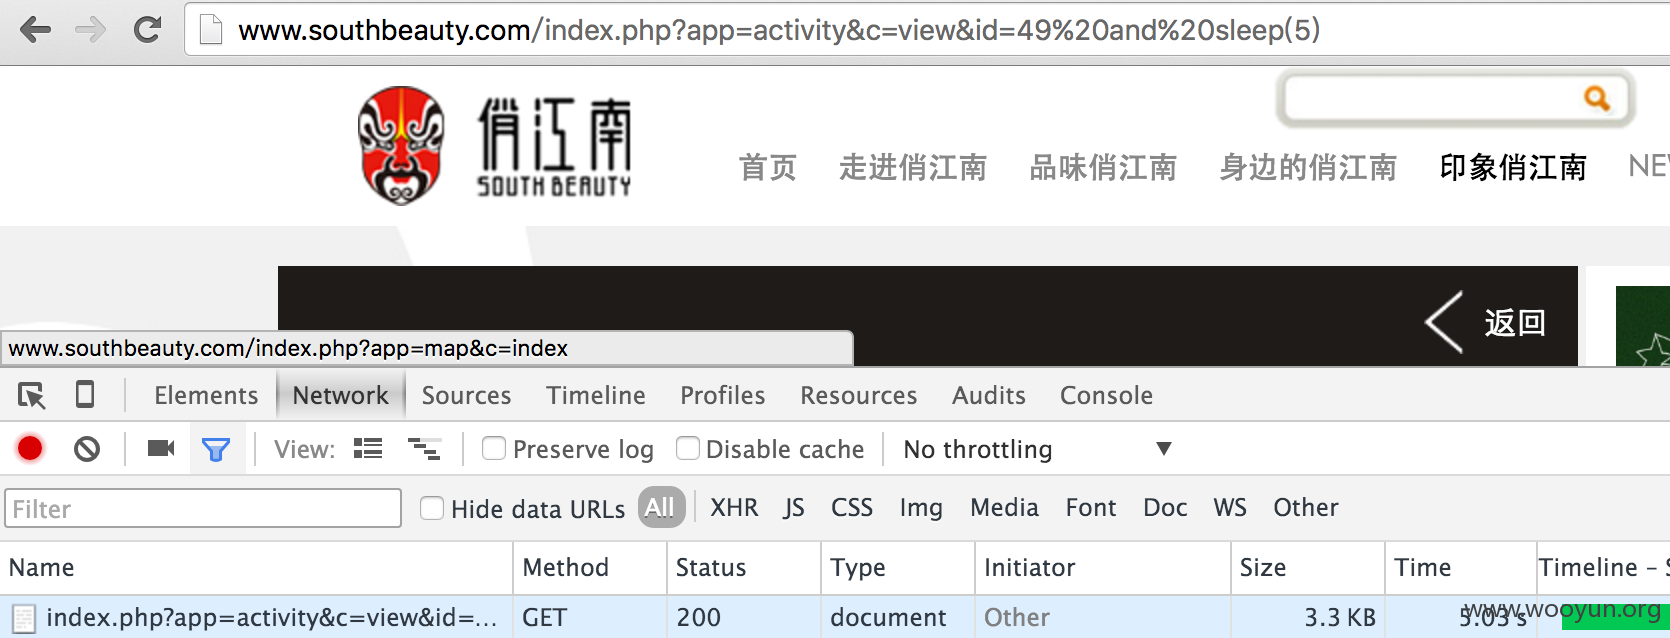 www.southbeauty.com/index.php?app=activity&c=view&id=49%20and%20sleep(5)
俏江南
SOUTH BEAUTY
首页 走进俏江南 品味俏江南 身边的俏江南 印象俏江南 NEW
返回
www.southbeauty.com/index.php?app=map&c=index
Elements Network Sources Timeline Profiles Resources Audits Console
View: Preserve log Disable cache No throttling
Filter Hide data URLs All XHR JS CSS Img Media Font Doc WS Other
Name Method Status Type Initiator Size Time Timeline –
index.php?app=activity&c=view&id=... GET 200 document Other 3.3 KB 5.03 s
www.wooyun.org